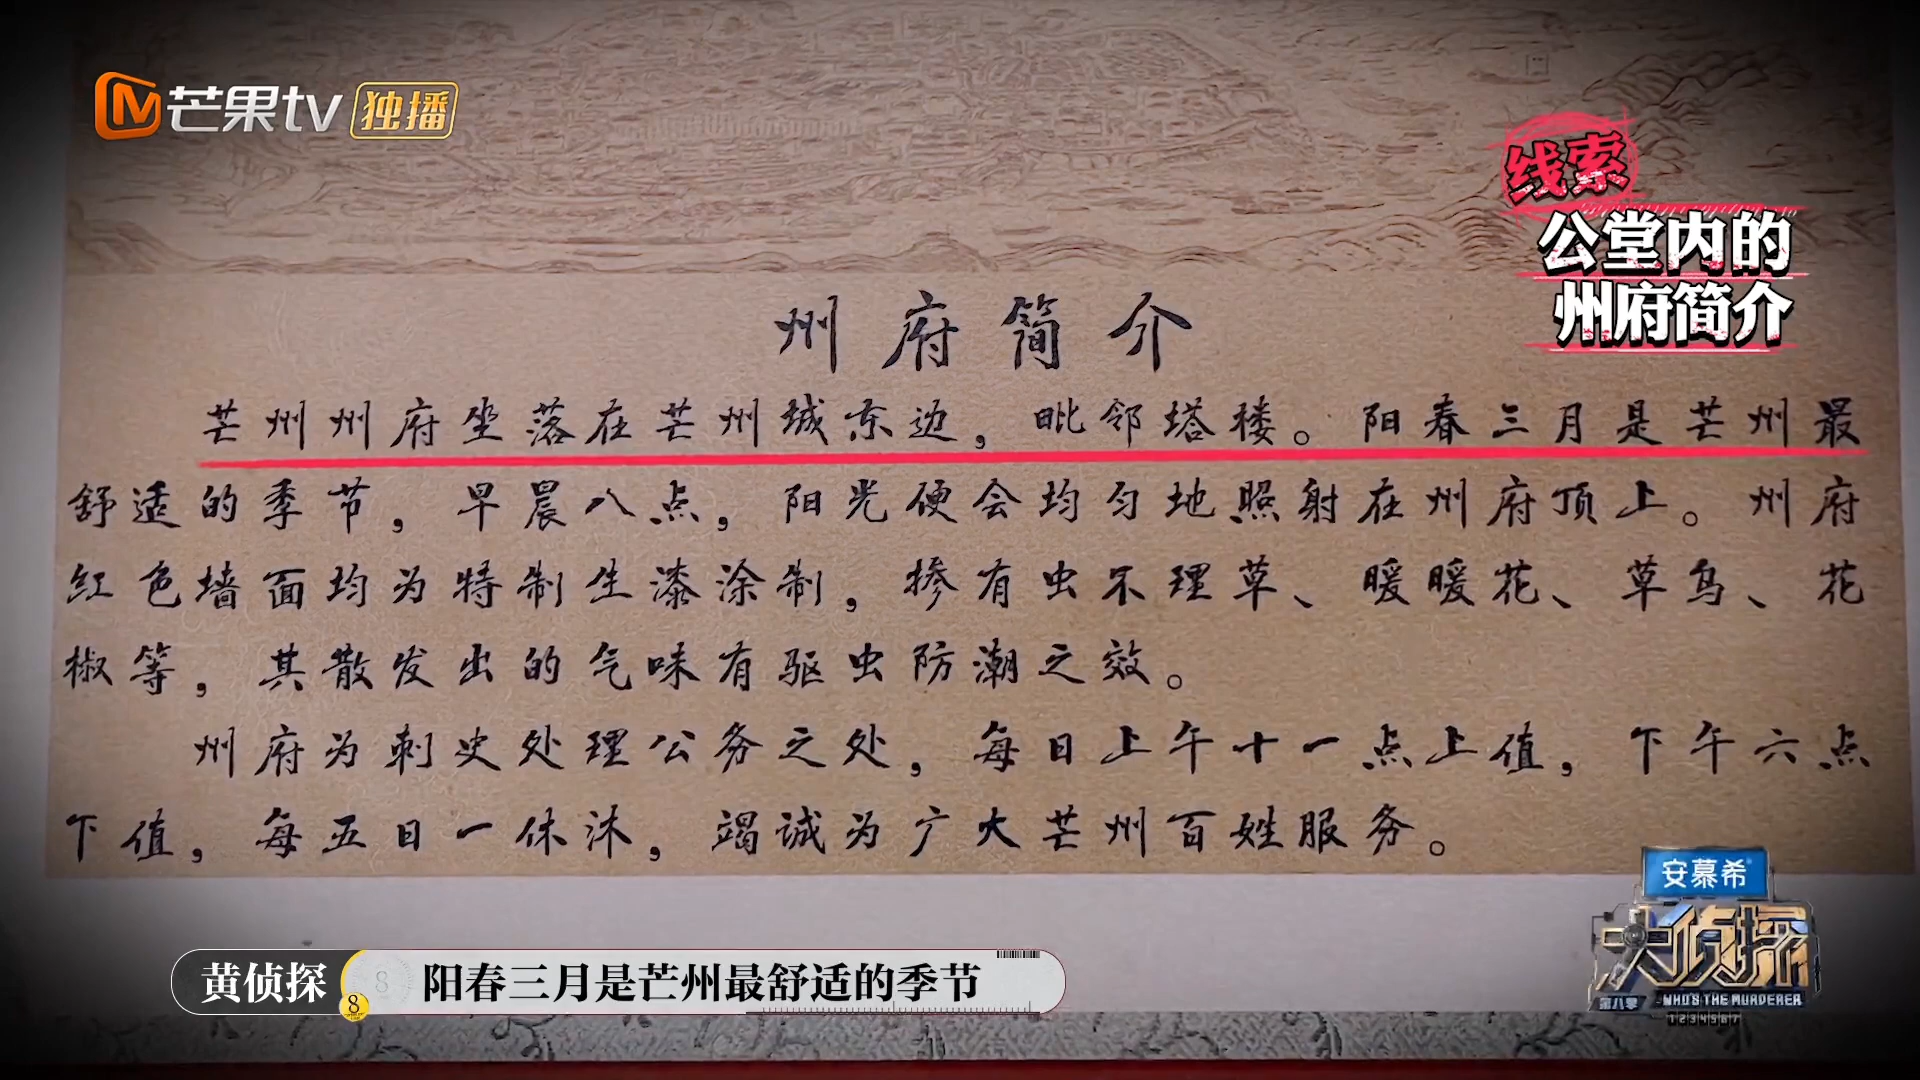 芒果tv 独播
线索
公堂内的
州府简介
州府简介
芒州州府坐落在芒州城东边，毗邻塔楼。阳春三月是芒州最
舒适的季节，早晨八点，阳光便会均匀地照射在州府顶上。州府
红色墙面均为特制生漆涂制，掺有虫不理草、暖暖花、草乌、花
椒等，其散发出的气味有驱虫防潮之效。
州府为刺史处理公务之处，每日上午十一点上值，下午六点
下值，每五日一休沐，竭诚为广大芒州百姓服务。
安慕希
大侦探
第八季 WHO'S THE MURDERER
12345678
黄侦探 8 阳春三月是芒州最舒适的季节